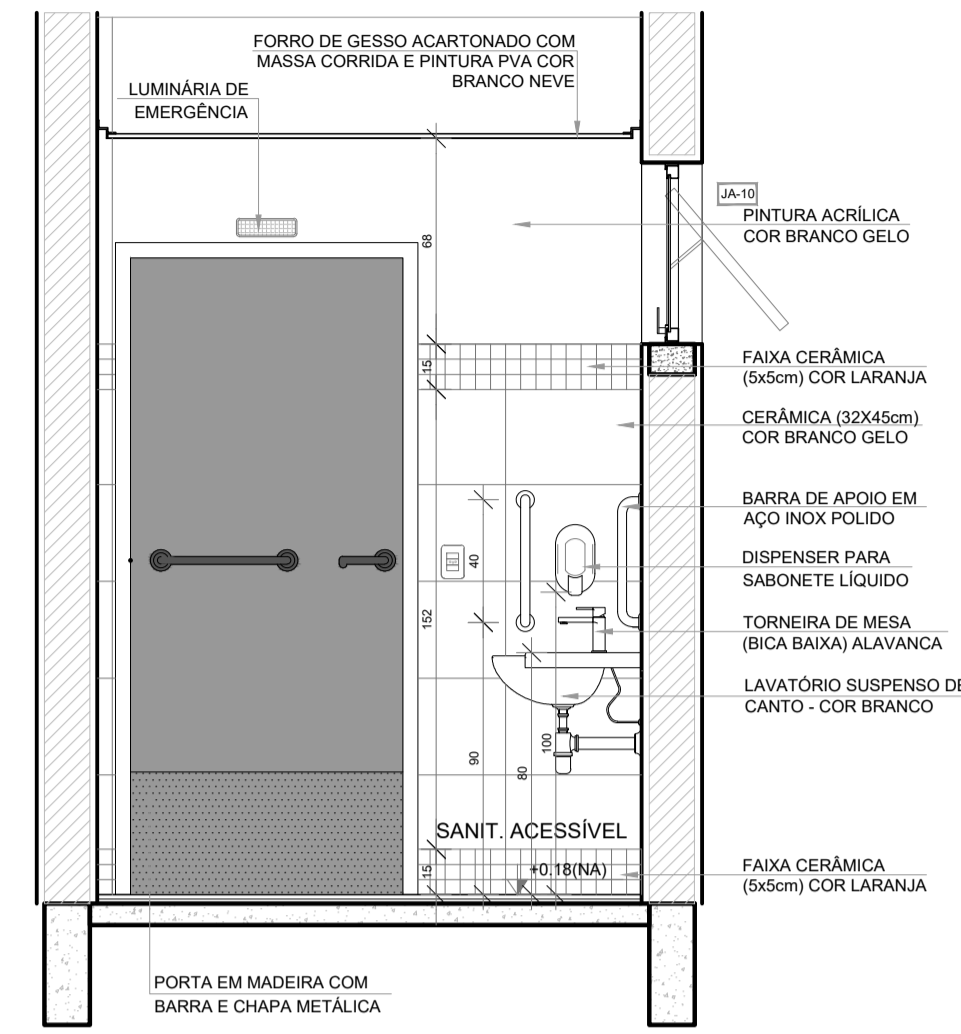 FORRO DE GESSO ACARTONADO COM
MASSA CORRIDA E PINTURA PVA COR
BRANCO NEVE
LUMINÁRIA DE
EMERGÊNCIA
JA-10
PINTURA ACRÍLICA
COR BRANCO GELO
68
15
FAIXA CERÂMICA
(5x5cm) COR LARANJA
CERÂMICA (32X45cm)
COR BRANCO GELO
BARRA DE APOIO EM
AÇO INOX POLIDO
40
DISPENSER PARA
SABONETE LÍQUIDO
152
TORNEIRA DE MESA
(BICA BAIXA) ALAVANCA
LAVATÓRIO SUSPENSO DE
CANTO - COR BRANCO
90
80
100
SANIT. ACESSÍVEL
15
+0.18(NA)
FAIXA CERÂMICA
(5x5cm) COR LARANJA
PORTA EM MADEIRA COM
BARRA E CHAPA METÁLICA